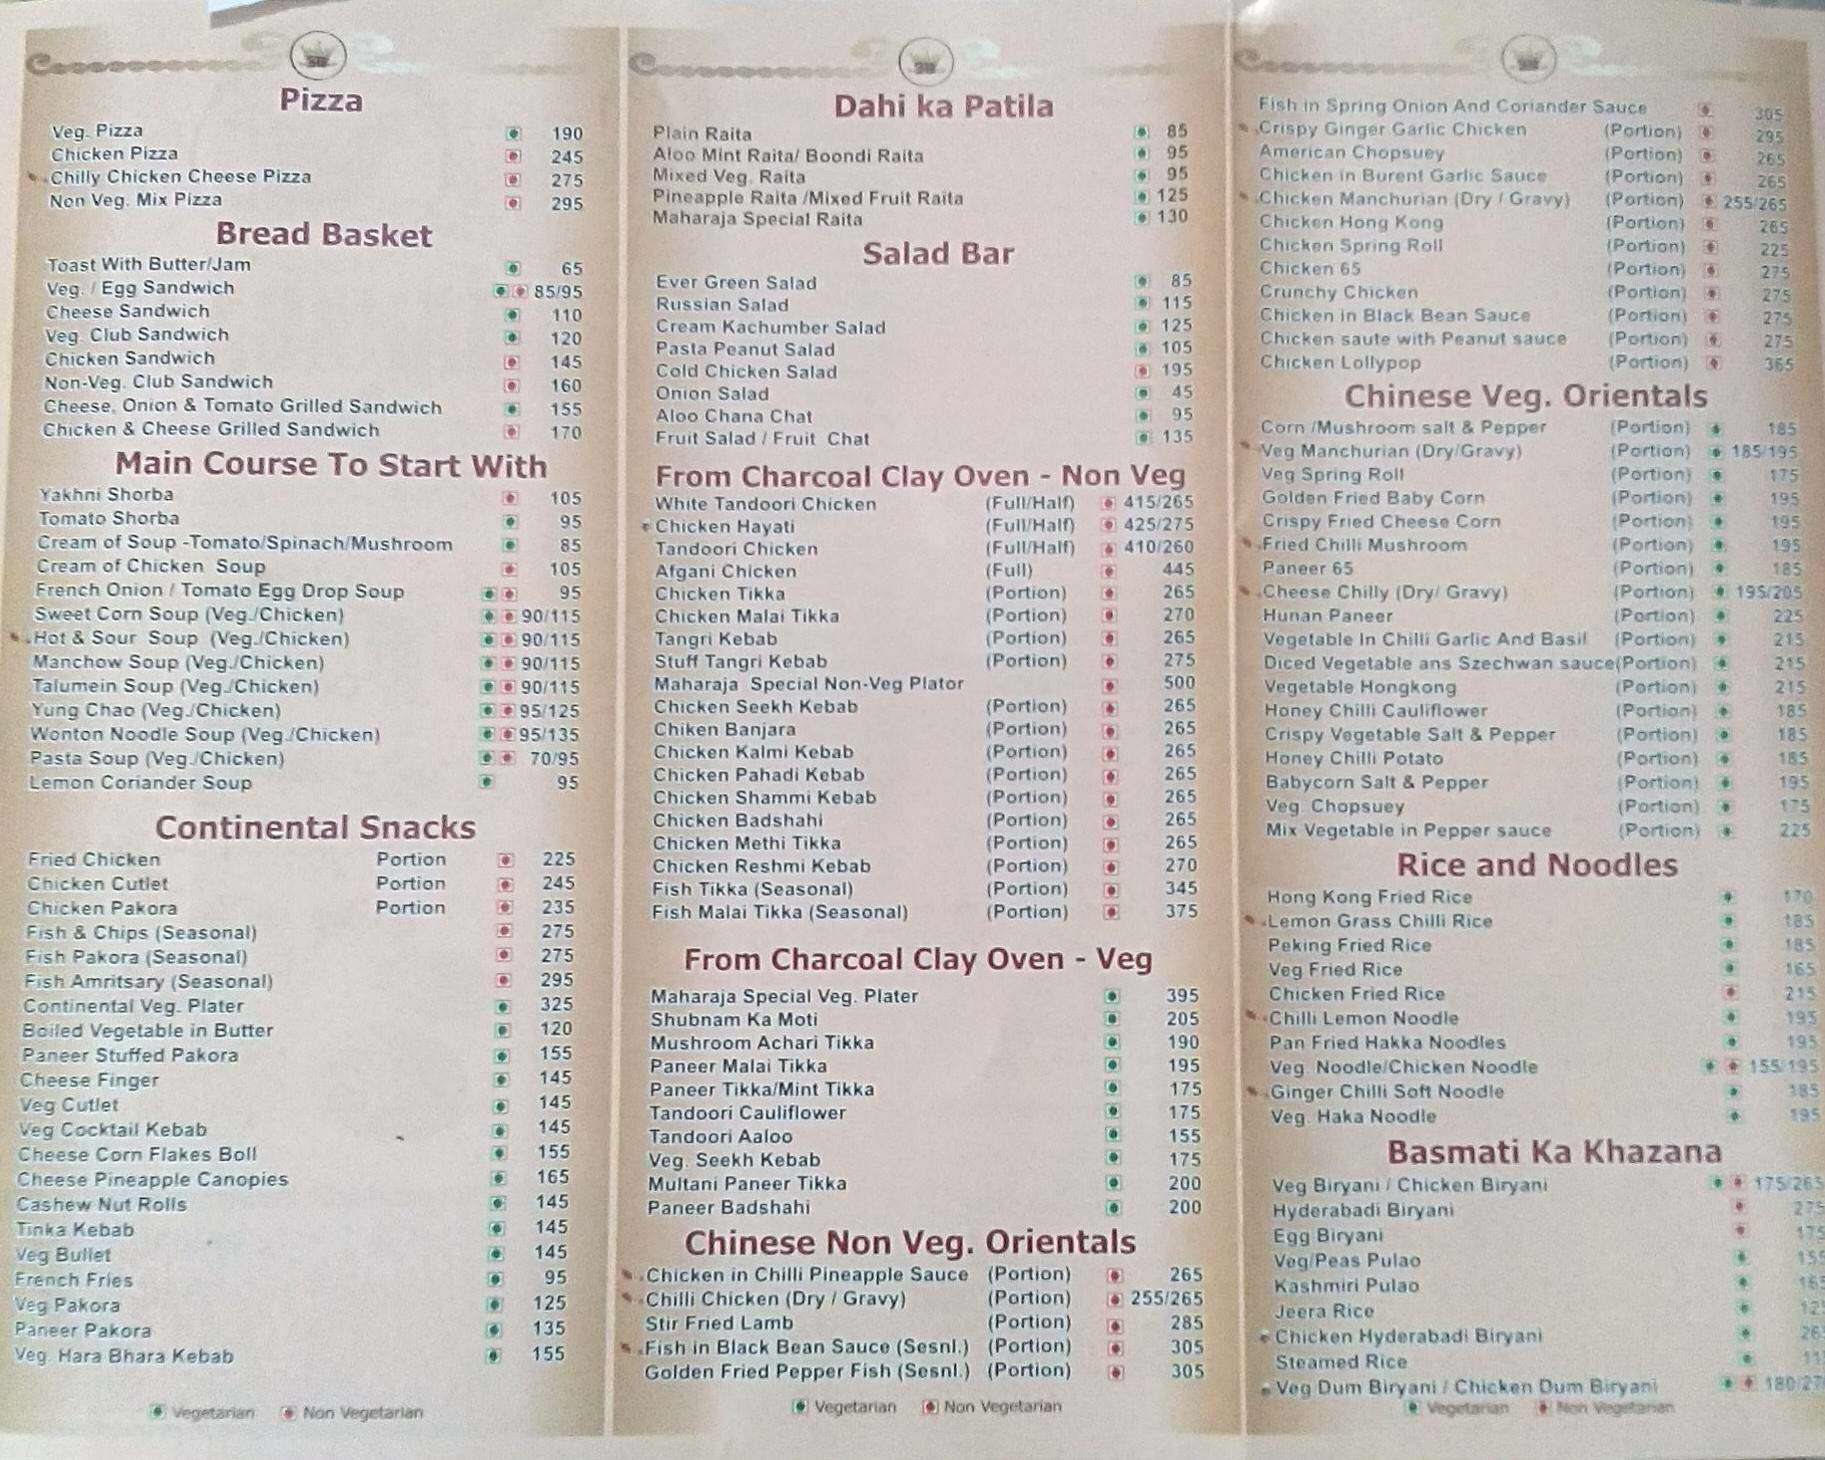 Pizza
Veg. Pizza 190
Chicken Pizza 245
Chilly Chicken Cheese Pizza 275
Non Veg. Mix Pizza 295
Bread Basket
Toast With Butter/Jam 65
Veg. / Egg Sandwich 85/95
Cheese Sandwich 110
Veg. Club Sandwich 120
Chicken Sandwich 145
Non-Veg. Club Sandwich 160
Cheese, Onion & Tomato Grilled Sandwich 155
Chicken & Cheese Grilled Sandwich 170
Main Course To Start With
Yakhni Shorba 105
Tomato Shorba 95
Cream of Soup -Tomato/Spinach/Mushroom 85
Cream of Chicken Soup 105
French Onion / Tomato Egg Drop Soup 95
Sweet Corn Soup (Veg./Chicken) 90/115
Hot & Sour Soup (Veg./Chicken) 90/115
Manchow Soup (Veg./Chicken) 90/115
Talumein Soup (Veg./Chicken) 90/115
Yung Chao (Veg./Chicken) 95/125
Wonton Noodle Soup (Veg./Chicken) 95/135
Pasta Soup (Veg./Chicken) 70/95
Lemon Coriander Soup 95
Continental Snacks
Fried Chicken Portion 225
Chicken Cutlet Portion 245
Chicken Pakora Portion 235
Fish & Chips (Seasonal) 275
Fish Pakora (Seasonal) 275
Fish Amritsary (Seasonal) 295
Continental Veg. Plater 325
Boiled Vegetable in Butter 120
Paneer Stuffed Pakora 155
Cheese Finger 145
Veg Cutlet 145
Veg Cocktail Kebab 145
Cheese Corn Flakes Boll 155
Cheese Pineapple Canopies 165
Cashew Nut Rolls 145
Tinka Kebab 145
Veg Bullet 145
French Fries 95
Veg Pakora 125
Paneer Pakora 135
Veg. Hara Bhara Kebab 155
Vegetarian Non Vegetarian
Dahi ka Patila
Plain Raita 85
Aloo Mint Raita/ Boondi Raita 95
Mixed Veg. Raita 95
Pineapple Raita /Mixed Fruit Raita 125
Maharaja Special Raita 130
Salad Bar
Ever Green Salad 85
Russian Salad 115
Cream Kachumber Salad 125
Pasta Peanut Salad 105
Cold Chicken Salad 195
Onion Salad 45
Aloo Chana Chat 95
Fruit Salad / Fruit Chat 135
From Charcoal Clay Oven - Non Veg
White Tandoori Chicken (Full/Half) 415/265
Chicken Hayati (Full/Half) 425/275
Tandoori Chicken (Full/Half) 410/260
Afgani Chicken (Full) 445
Chicken Tikka (Portion) 265
Chicken Malai Tikka (Portion) 270
Tangri Kebab (Portion) 265
Stuff Tangri Kebab (Portion) 275
Maharaja Special Non-Veg Plator 500
Chicken Seekh Kebab (Portion) 265
Chiken Banjara (Portion) 265
Chicken Kalmi Kebab (Portion) 265
Chicken Pahadi Kebab (Portion) 265
Chicken Shammi Kebab (Portion) 265
Chicken Badshahi (Portion) 265
Chicken Methi Tikka (Portion) 265
Chicken Reshmi Kebab (Portion) 270
Fish Tikka (Seasonal) (Portion) 345
Fish Malai Tikka (Seasonal) (Portion) 375
From Charcoal Clay Oven - Veg
Maharaja Special Veg. Plater 395
Shubnam Ka Moti 205
Mushroom Achari Tikka 190
Paneer Malai Tikka 195
Paneer Tikka/Mint Tikka 175
Tandoori Cauliflower 175
Tandoori Aaloo 155
Veg. Seekh Kebab 175
Multani Paneer Tikka 200
Paneer Badshahi 200
Chinese Non Veg. Orientals
Chicken in Chilli Pineapple Sauce (Portion) 265
Chilli Chicken (Dry / Gravy) (Portion) 255/265
Stir Fried Lamb (Portion) 285
Fish in Black Bean Sauce (Sesnl.) (Portion) 305
Golden Fried Pepper Fish (Sesnl.) (Portion) 305
Vegetarian Non Vegetarian
Fish in Spring Onion And Coriander Sauce 305
Crispy Ginger Garlic Chicken (Portion) 295
American Chopsuey (Portion) 265
Chicken in Burent Garlic Sauce (Portion) 265
Chicken Manchurian (Dry / Gravy) (Portion) 255/265
Chicken Hong Kong (Portion) 265
Chicken Spring Roll (Portion) 225
Chicken 65 (Portion) 275
Crunchy Chicken (Portion) 275
Chicken in Black Bean Sauce (Portion) 275
Chicken saute with Peanut sauce (Portion) 275
Chicken Lollypop (Portion) 365
Chinese Veg. Orientals
Corn /Mushroom salt & Pepper (Portion) 185
Veg Manchurian (Dry/Gravy) (Portion) 185/195
Veg Spring Roll (Portion) 175
Golden Fried Baby Corn (Portion) 195
Crispy Fried Cheese Corn (Portion) 195
Fried Chilli Mushroom (Portion) 195
Paneer 65 (Portion) 185
Cheese Chilly (Dry/ Gravy) (Portion) 195/205
Hunan Paneer (Portion) 225
Vegetable In Chilli Garlic And Basil (Portion) 215
Diced Vegetable ans Szechwan sauce(Portion) 215
Vegetable Hongkong (Portion) 215
Honey Chilli Cauliflower (Portion) 185
Crispy Vegetable Salt & Pepper (Portion) 185
Honey Chilli Potato (Portion) 185
Babycorn Salt & Pepper (Portion) 195
Veg. Chopsuey (Portion) 175
Mix Vegetable in Pepper sauce (Portion) 225
Rice and Noodles
Hong Kong Fried Rice 170
Lemon Grass Chilli Rice 185
Peking Fried Rice 185
Veg Fried Rice 165
Chicken Fried Rice 215
Chilli Lemon Noodle 195
Pan Fried Hakka Noodles 195
Veg. Noodle/Chicken Noodle 155/195
Ginger Chilli Soft Noodle
Veg. Haka Noodle 195
Basmati Ka Khazana
Veg Biryani / Chicken Biryani 175/265
Hyderabadi Biryani 275
Egg Biryani 175
Veg/Peas Pulao 155
Kashmiri Pulao 165
Jeera Rice
Chicken Hyderabadi Biryani
Steamed Rice
Veg Dum Biryani / Chicken Dum Biryani
Vegetarian Non Vegetarian